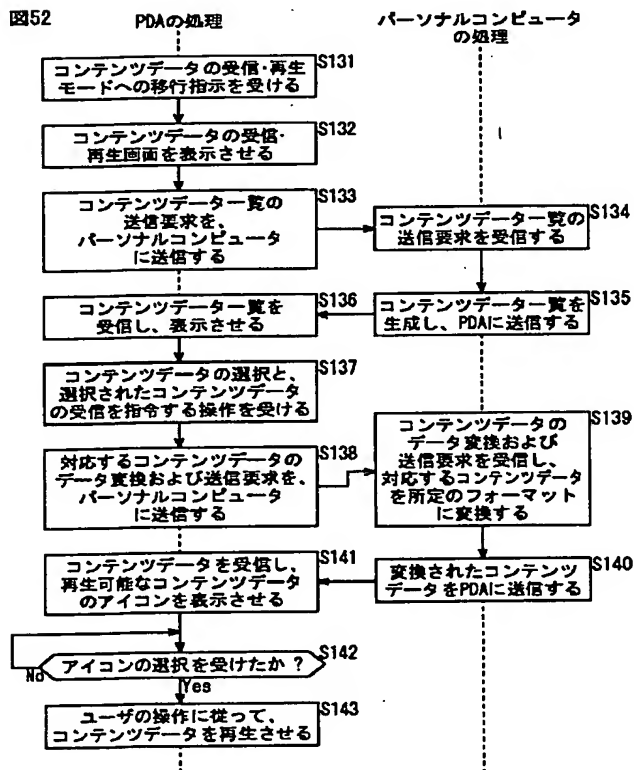 図52
PDAの処理
パーソナルコンピュータ
の処理
S131
コンテンツデータの受信・再生
モードへの移行指示を受ける
S132
コンテンツデータの受信・
再生画面を表示させる
S133
コンテンツデータ一覧の
送信要求を、
パーソナルコンピュータ
に送信する
S134
コンテンツデータ一覧の
送信要求を受信する
S135
コンテンツデータ一覧を
生成し、PDAに送信する
S136
コンテンツデータ一覧を
受信し、表示させる
S137
コンテンツデータの選択と、
選択されたコンテンツデータ
の受信を指令する操作を受ける
S138
対応するコンテンツデータの
データ変換および送信要求を、
パーソナルコンピュータ
に送信する
S139
コンテンツデータの
データ変換および
送信要求を受信し、
対応するコンテンツデータ
を所定のフォーマット
に変換する
S140
変換されたコンテンツ
データをPDAに送信する
S141
コンテンツデータを受信し、
再生可能なコンテンツデータ
のアイコンを表示させる
S142
アイコンの選択を受けたか？
No
Yes
S143
ユーザの操作に従って、
コンテンツデータを再生させる